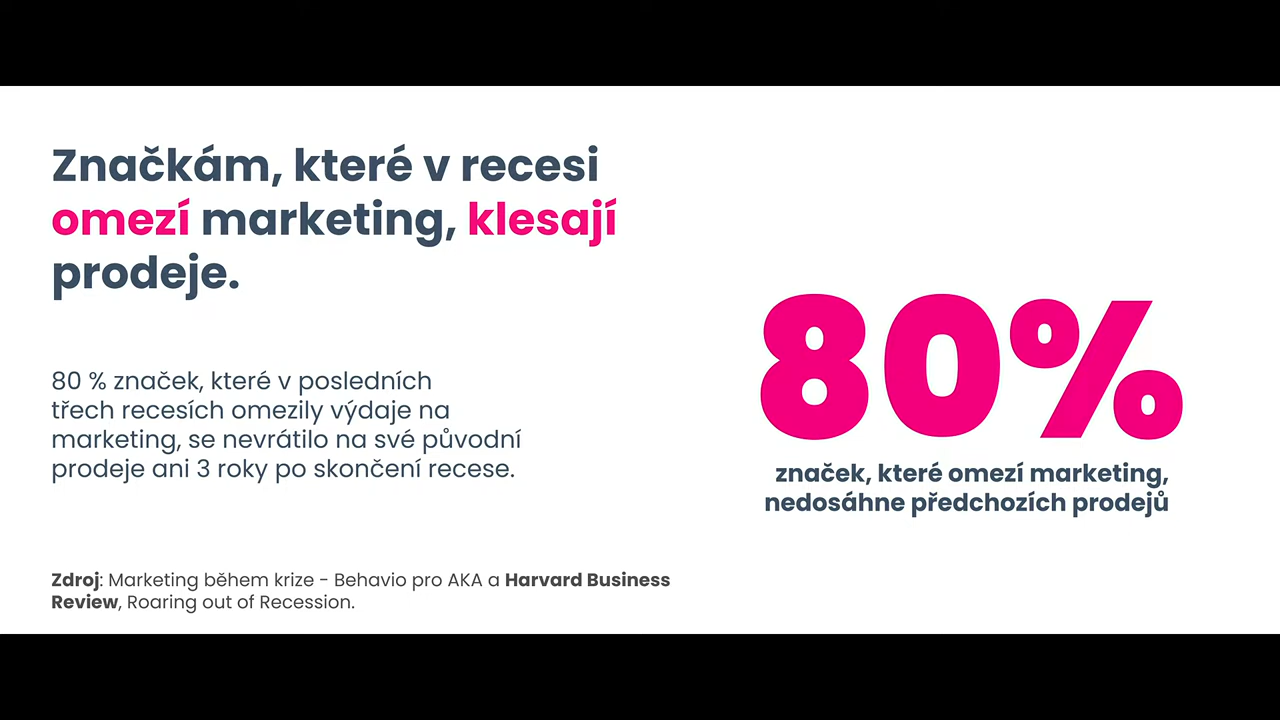 Značkám, které v recesi
omezí marketing, klesají
prodeje.
80 % značek, které v posledních
třech recesích omezily výdaje na
marketing, se nevrátilo na své původní
prodeje ani 3 roky po skončení recese.
80%
značek, které omezí marketing,
nedosáhne předchozích prodejů
Zdroj: Marketing během krize - Behavio pro AKA a Harvard Business
Review, Roaring out of Recession.